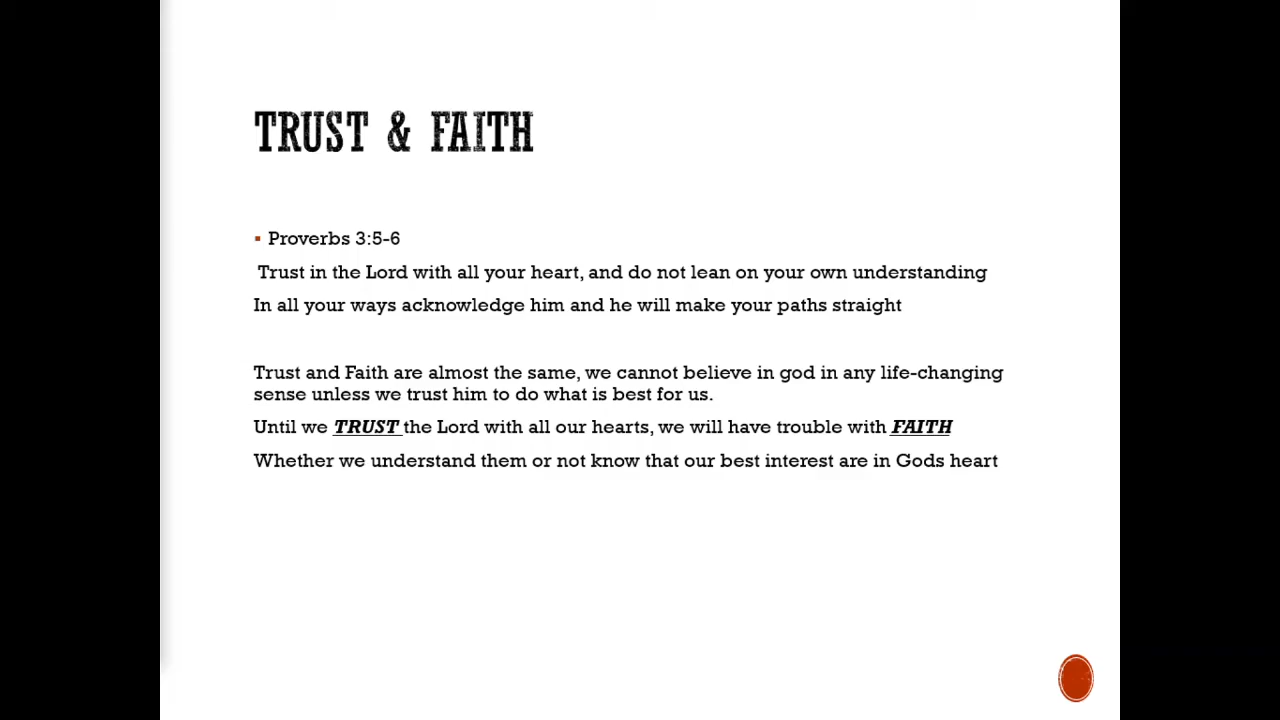 TRUST & FAITH
Proverbs 3:5-6
Trust in the Lord with all your heart, and do not lean on your own understanding
In all your ways acknowledge him and he will make your paths straight
Trust and Faith are almost the same, we cannot believe in god in any life-changing
sense unless we trust him to do what is best for us.
Until we TRUST the Lord with all our hearts, we will have trouble with FAITH
Whether we understand them or not know that our best interest are in Gods heart